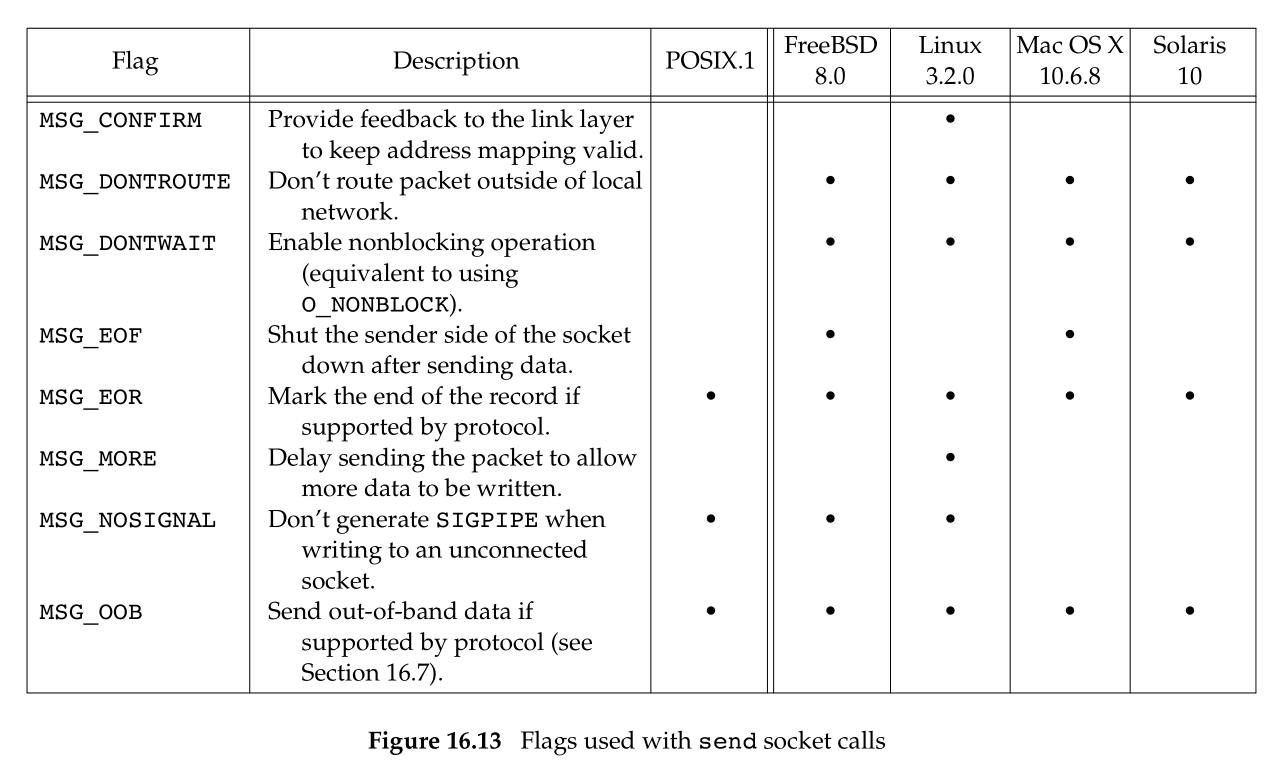 Flag Description POSIX.1 FreeBSD 8.0 Linux 3.2.0 Mac OS X 10.6.8 Solaris 10
MSG_CONFIRM Provide feedback to the link layer •
to keep address mapping valid.
MSG_DONTROUTE Don’t route packet outside of local • • • •
network.
MSG_DONTWAIT Enable nonblocking operation • • • •
(equivalent to using
O_NONBLOCK).
MSG_EOF Shut the sender side of the socket • •
down after sending data.
MSG_EOR Mark the end of the record if • • • • •
supported by protocol.
MSG_MORE Delay sending the packet to allow •
more data to be written.
MSG_NOSIGNAL Don’t generate SIGPIPE when • • •
writing to an unconnected
socket.
MSG_OOB Send out-of-band data if • • • • •
supported by protocol (see
Section 16.7).
Figure 16.13 Flags used with send socket calls